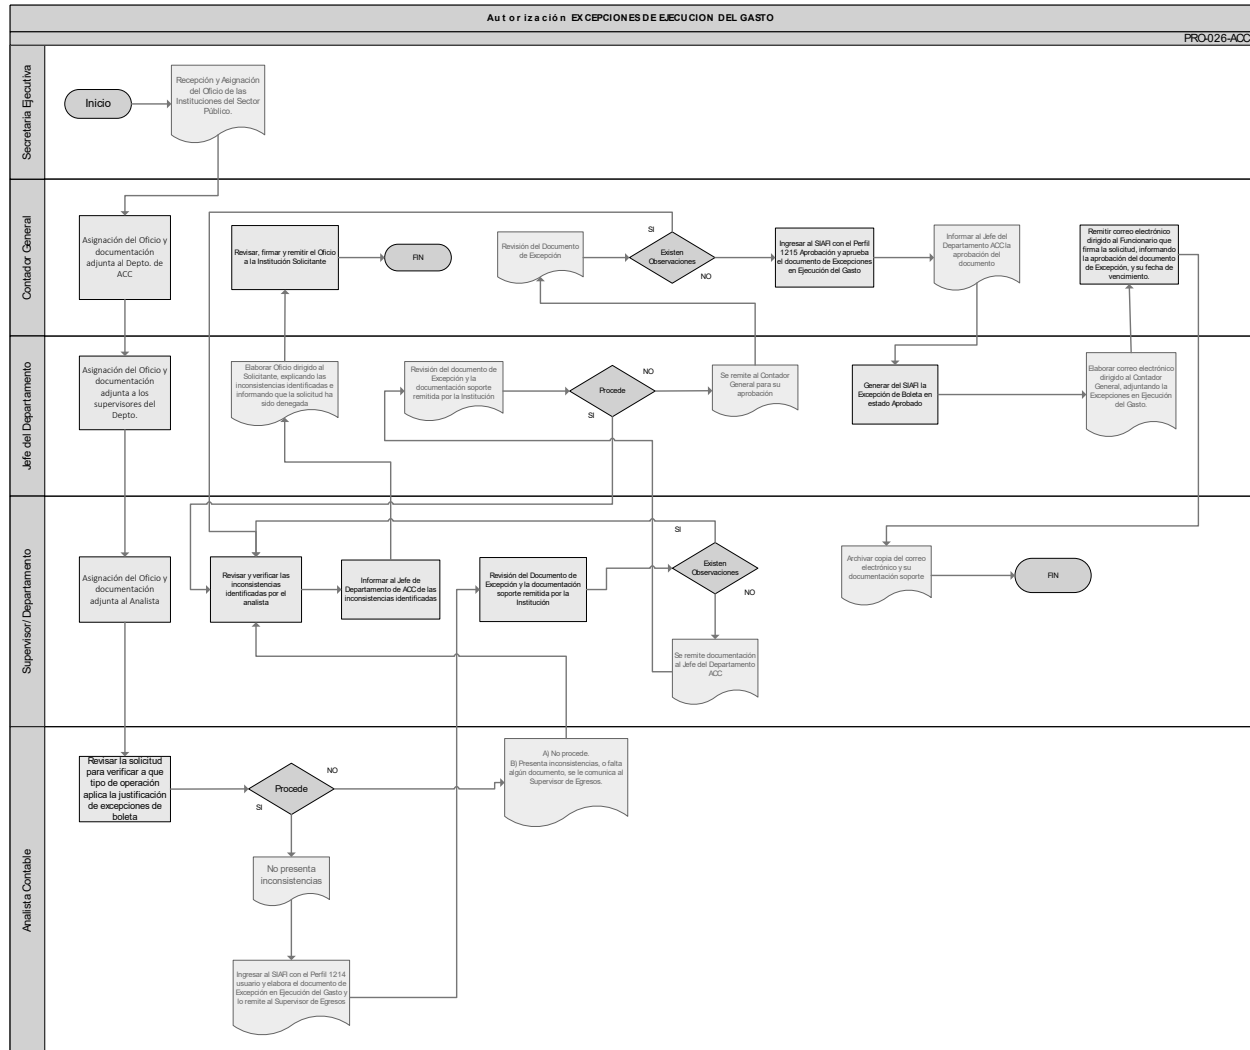 Autorización EXCEPCIONES DE EJECUCION DEL GASTO
PRO-026-ACC
Secretaría Ejecutiva
Inicio
Recepción y Asignación
del Oficio de las
Instituciones del Sector
Público.
Contador General
Asignación del Oficio y
documentación
adjunta al Depto. de
ACC
Revisar, firmar y remitir el Oficio
a la Institución Solicitante
FIN
Revisión del Documento
de Excepción
SI
Existen
Observaciones
NO
Ingresar al SIAFI con el Perfil
1215 Aprobación y aprueba
el documento de Excepciones
en Ejecución del Gasto
Informar al Jefe del
Departamento ACC la
aprobación del
documento
Remitir correo electrónico
dirigido al Funcionario que
firma la solicitud, informando
la aprobación del documento
de Excepción, y su fecha de
vencimiento.
Jefe del Departamento
Asignación del Oficio y
documentación
adjunta a los
supervisores del
Depto.
Elaborar Oficio dirigido al
Solicitante, explicando las
inconsistencias identificadas e
informando que la solicitud ha
sido denegada
Revisión del documento de
Excepción y la
documentación soporte
remitida por la Institución
Procede
NO
SI
Se remite al Contador
General para su
aprobación
Generar del SIAFI la
Excepción de Boleta en
estado Aprobado
Elaborar correo electrónico
dirigido al Contador
General, adjuntando la
Excepciones en Ejecución
del Gasto.
Supervisor/ Departamento
Asignación del Oficio y
documentación
adjunta al Analista
Revisar y verificar las
inconsistencias
identificadas por el
analista
Informar al Jefe de
Departamento de ACC de las
inconsistencias identificadas
Revisión del Documento de
Excepción y la documentación
soporte remitida por la
Institución
SI
Existen
Observaciones
NO
Se remite documentación
al Jefe del Departamento
ACC
Archivar copia del correo
electrónico y su
documentación soporte
FIN
Analista Contable
Revisar la solicitud
para verificar a que
tipo de operación
aplica la justificación
de excepciones de
boleta
Procede
NO
SI
A) No procede.
B) Presenta inconsistencias, o falta
algún documento, se le comunica al
Supervisor de Egresos.
No presenta
inconsistencias
Ingresar al SIAFI con el Perfil 1214
usuario y elabora el documento de
Excepción en Ejecución del Gasto y
lo remite al Supervisor de Egresos